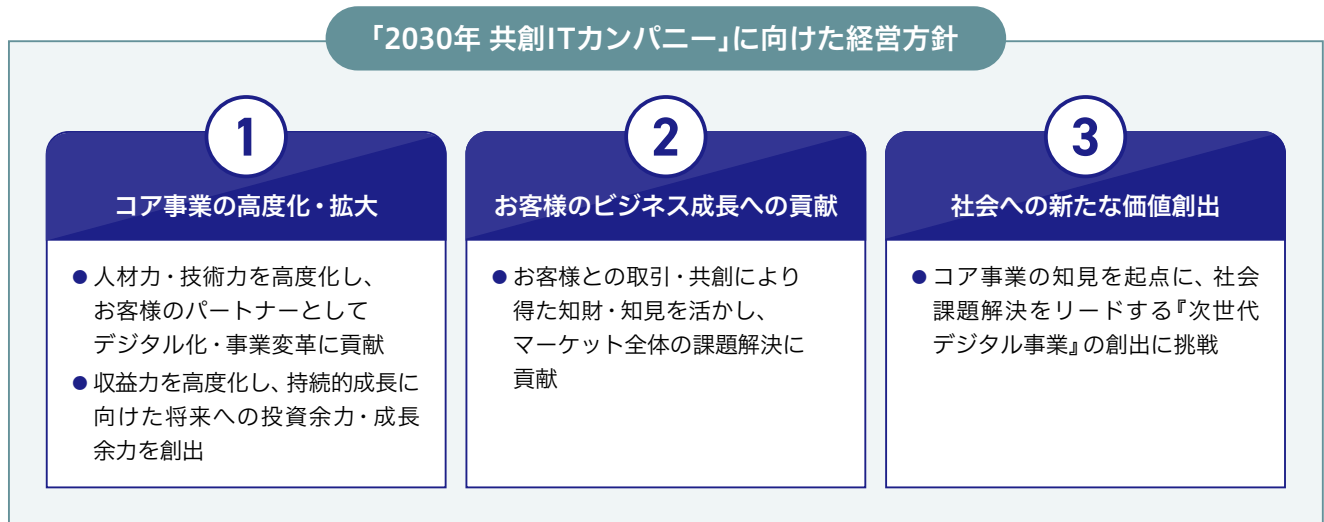 「2030年 共創ITカンパニー」に向けた経営方針
1
コア事業の高度化・拡大
● 人材力・技術力を高度化し、
お客様のパートナーとして
デジタル化・事業変革に貢献
● 収益力を高度化し、持続的成長に
向けた将来への投資余力・成長
余力を創出
2
お客様のビジネス成長への貢献
● お客様との取引・共創により
得た知財・知見を活かし、
マーケット全体の課題解決に
貢献
3
社会への新たな価値創出
● コア事業の知見を起点に、社会
課題解決をリードする『次世代
デジタル事業』の創出に挑戦